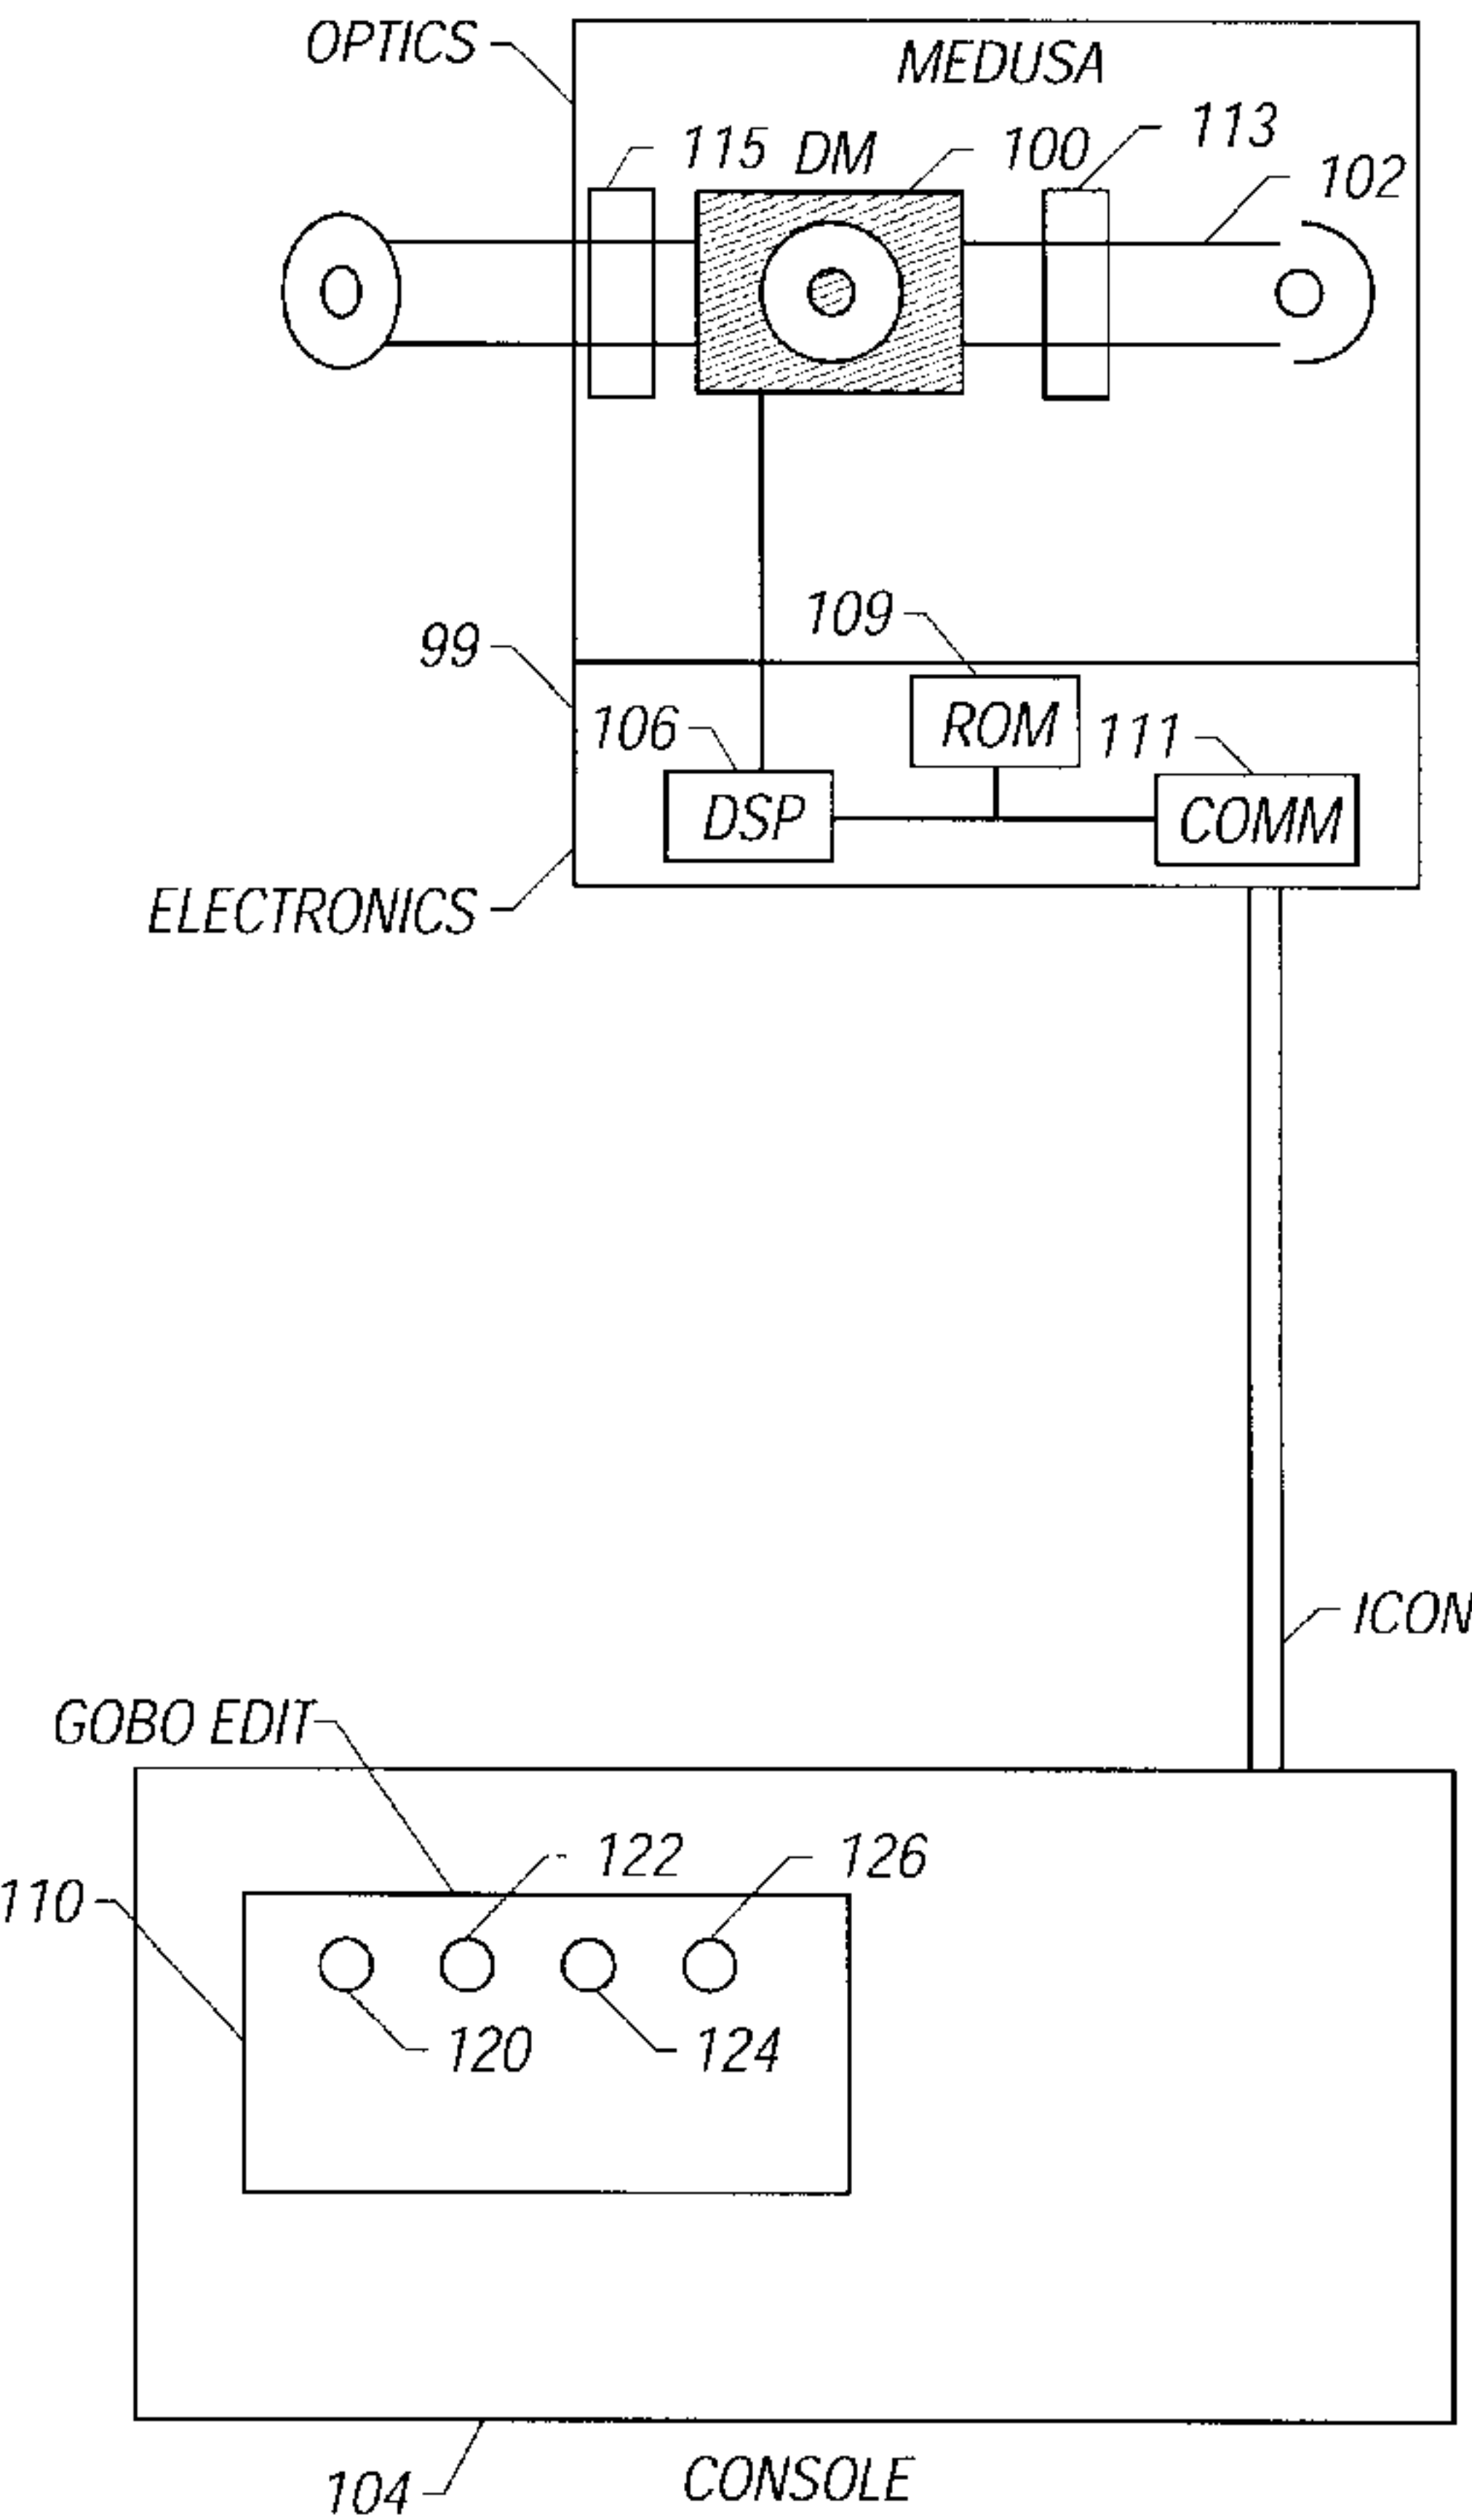 OPTICS
MEDUSA
115 DM 100 113
102
109
99
106 ROM 111
DSP COMM
ELECTRONICS
ICON
GOBO EDIT
122 126
110
120 124
104 CONSOLE